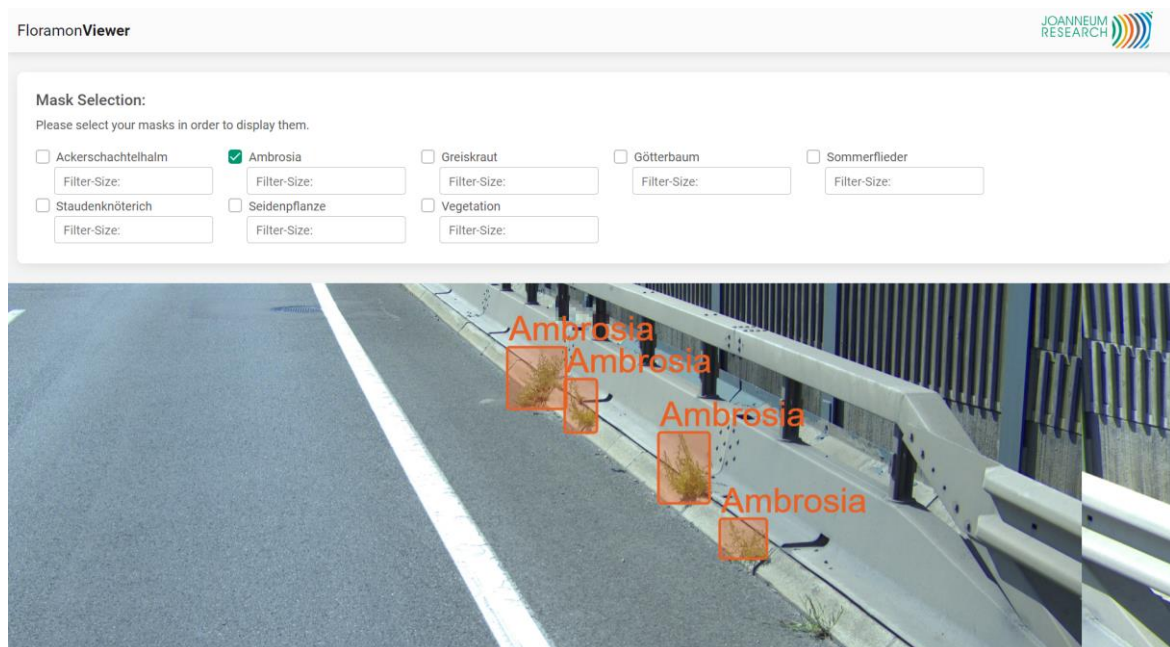 FloramonViewer
JOANNEUM
RESEARCH
Mask Selection:
Please select your masks in order to display them.
Ackerschachtelhalm
Ambrosia
Greiskraut
Götterbaum
Sommerflieder
Filter-Size:
Filter-Size:
Filter-Size:
Filter-Size:
Filter-Size:
Staudenknöterich
Seidenpflanze
Vegetation
Filter-Size:
Filter-Size:
Filter-Size:
Ambrosia
Ambrosia
Ambrosia
Ambrosia